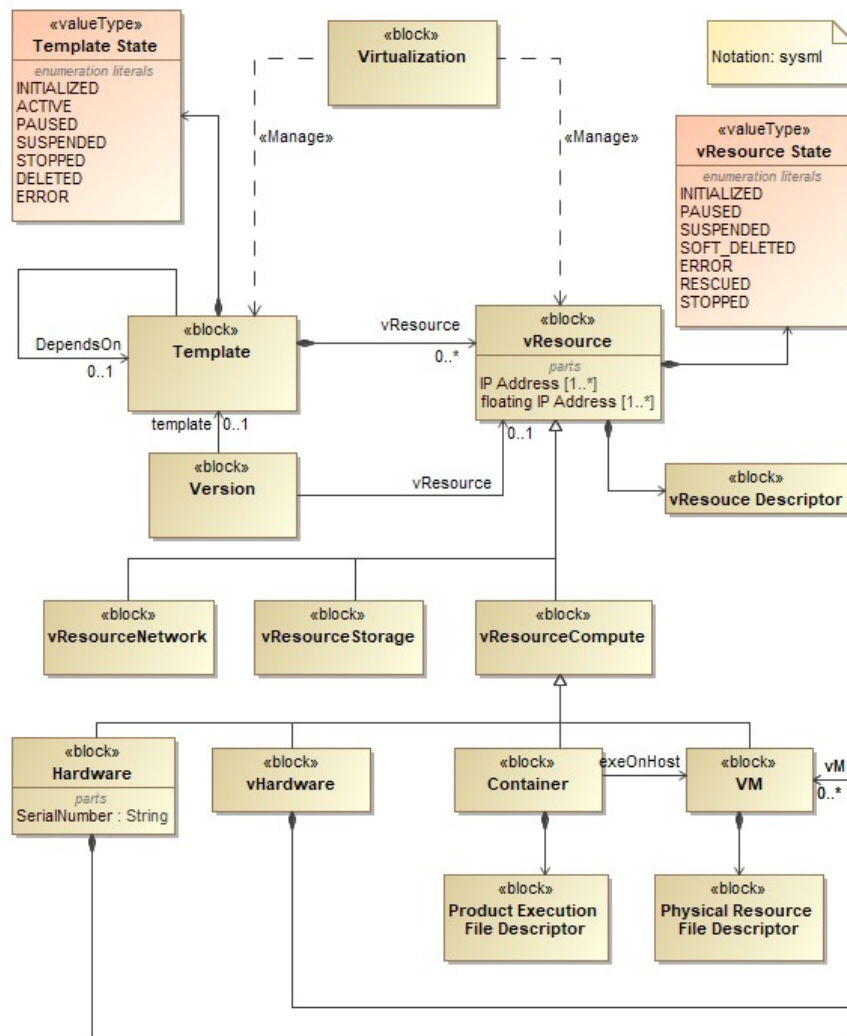 «valueType»
Template State
enumeration literals
INITIALIZED
ACTIVE
PAUSED
SUSPENDED
STOPPED
DELETED
ERROR
«block»
Virtualization
Notation: sysml
«Manage»
«Manage»
«valueType»
vResource State
enumeration literals
INITIALIZED
PAUSED
SUSPENDED
SOFT_DELETED
ERROR
RESCUED
STOPPED
DependsOn
0..1
«block»
Template
vResource
0..*
«block»
vResource
parts
IP Address [1..*]
floating IP Address [1..*]
template
0..1
0..1
«block»
Version
vResource
«block»
vResouce Descriptor
«block»
vResourceNetwork
«block»
vResourceStorage
«block»
vResourceCompute
«block»
Hardware
parts
SerialNumber : String
«block»
vHardware
«block»
Container
exeOnHost
«block»
VM
vM
0..*
«block»
Product Execution
File Descriptor
«block»
Physical Resource
File Descriptor